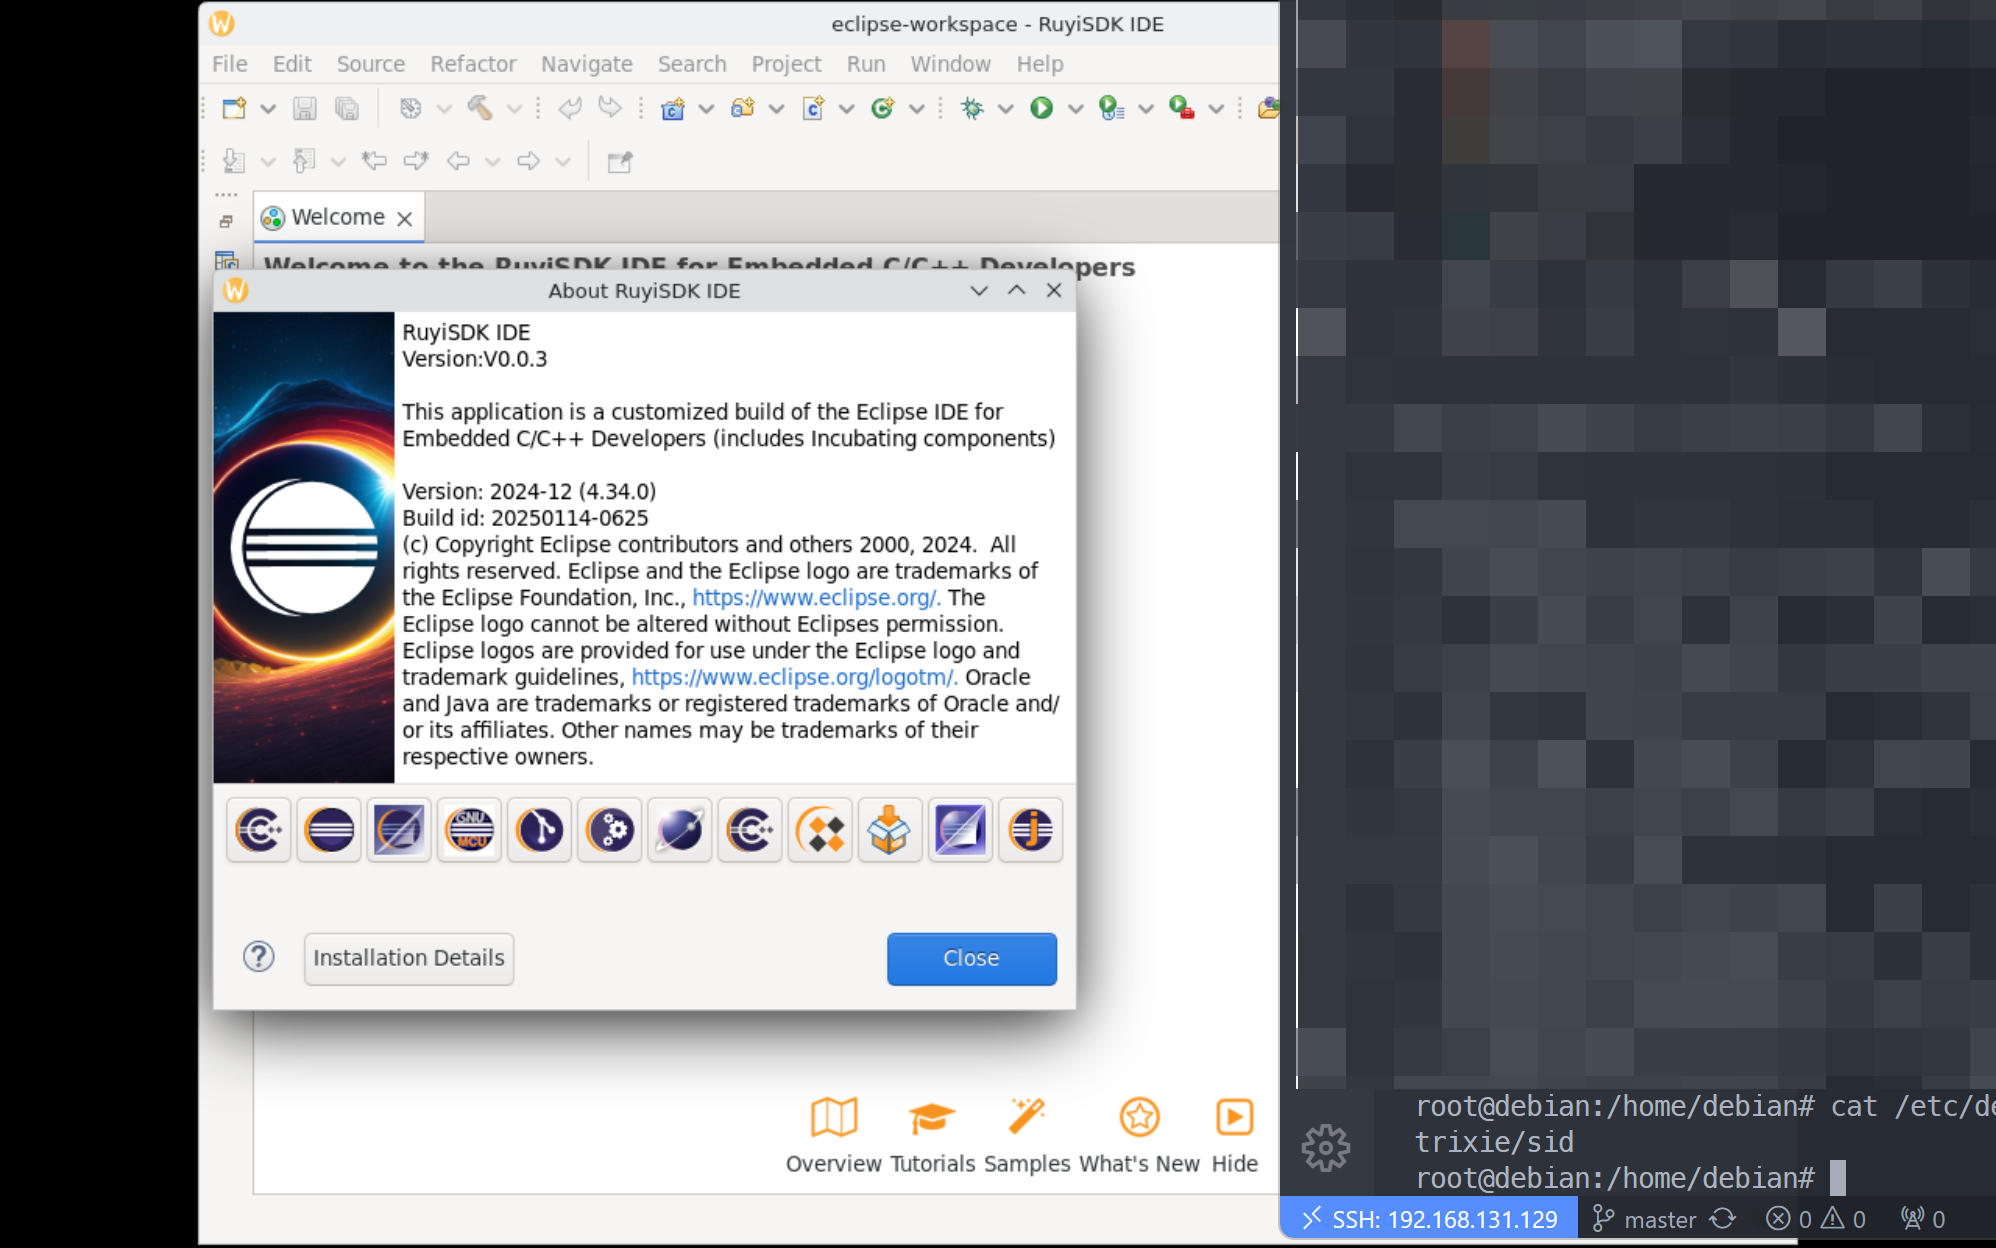 eclipse-workspace - RuyiSDK IDE
File Edit Source Refactor Navigate Search Project Run Window Help
Welcome
Welcome to the RuyiSDK IDE for Embedded C/C++ Developers
About RuyiSDK IDE
RuyiSDK IDE
Version:V0.0.3
This application is a customized build of the Eclipse IDE for
Embedded C/C++ Developers (includes Incubating components)
Version: 2024-12 (4.34.0)
Build id: 20250114-0625
(c) Copyright Eclipse contributors and others 2000, 2024.  All
rights reserved. Eclipse and the Eclipse logo are trademarks of
the Eclipse Foundation, Inc., https://www.eclipse.org/. The
Eclipse logo cannot be altered without Eclipses permission.
Eclipse logos are provided for use under the Eclipse logo and
trademark guidelines, https://www.eclipse.org/logotm/. Oracle
and Java are trademarks or registered trademarks of Oracle and/
or its affiliates. Other names may be trademarks of their
respective owners.
GNU
MCU
Installation Details
Close
Overview Tutorials Samples What's New Hide
root@debian:/home/debian# cat /etc/de
trixie/sid
root@debian:/home/debian#
SSH: 192.168.131.129 master 0 0 0